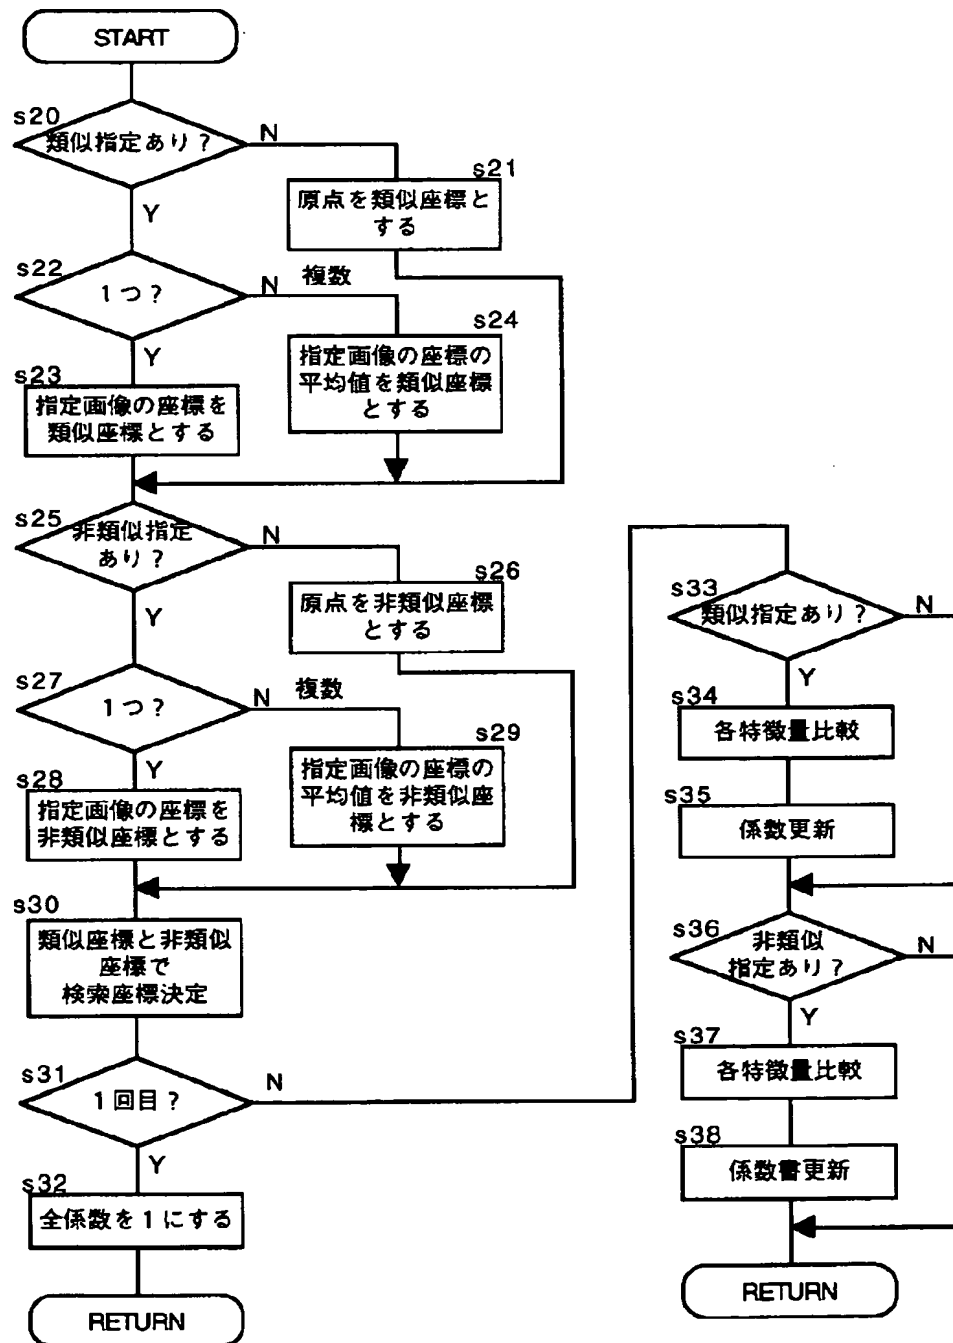 START
s20
類似指定あり?
N
Y
s21
原点を類似座標と
する
s22
1つ?
N
複数
Y
s24
指定画像の座標の
平均値を類似座標
とする
s23
指定画像の座標を
類似座標とする
s25
非類似指定
あり?
N
Y
s26
原点を非類似座標
とする
s27
1つ?
N
複数
Y
s29
指定画像の座標の
平均値を非類似座
標とする
s28
指定画像の座標を
非類似座標とする
s30
類似座標と非類似
座標で
検索座標決定
s31
1回目?
N
Y
s32
全係数を1にする
RETURN
s33
類似指定あり?
N
Y
s34
各特徴量比較
s35
係数更新
s36
非類似
指定あり?
N
Y
s37
各特徴量比較
s38
係数書更新
RETURN